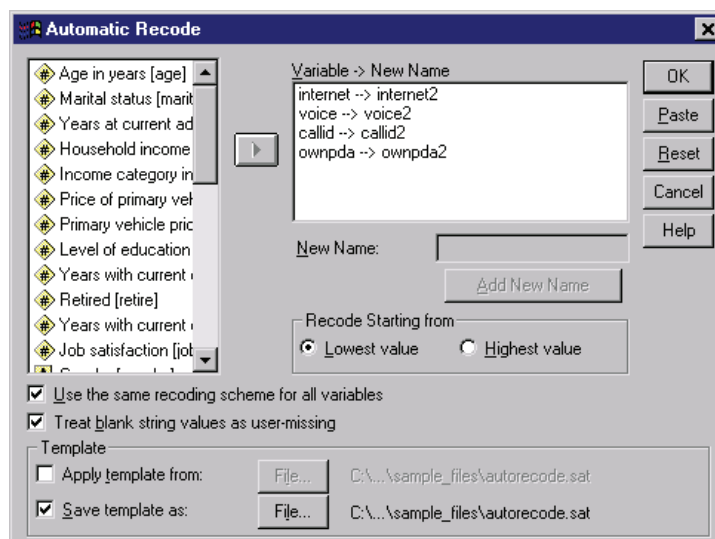 Automatic Recode
Age in years [age]
Marital status [marit
Years at current ad
Household income
Income category in
Price of primary veh
Primary vehicle pric
Level of education
Years with current
Retired [retire]
Years with current
Job satisfaction [job
Variable -> New Name
internet --> internet2
voice --> voice2
callid --> callid2
ownpda --> ownpda2
New Name:
Add New Name
Recode Starting from
Lowest value
Highest value
OK
Paste
Reset
Cancel
Help
Use the same recoding scheme for all variables
Treat blank string values as user-missing
Template
Apply template from:
File...
C:\...\sample_files\autorecode.sat
Save template as:
File...
C:\...\sample_files\autorecode.sat